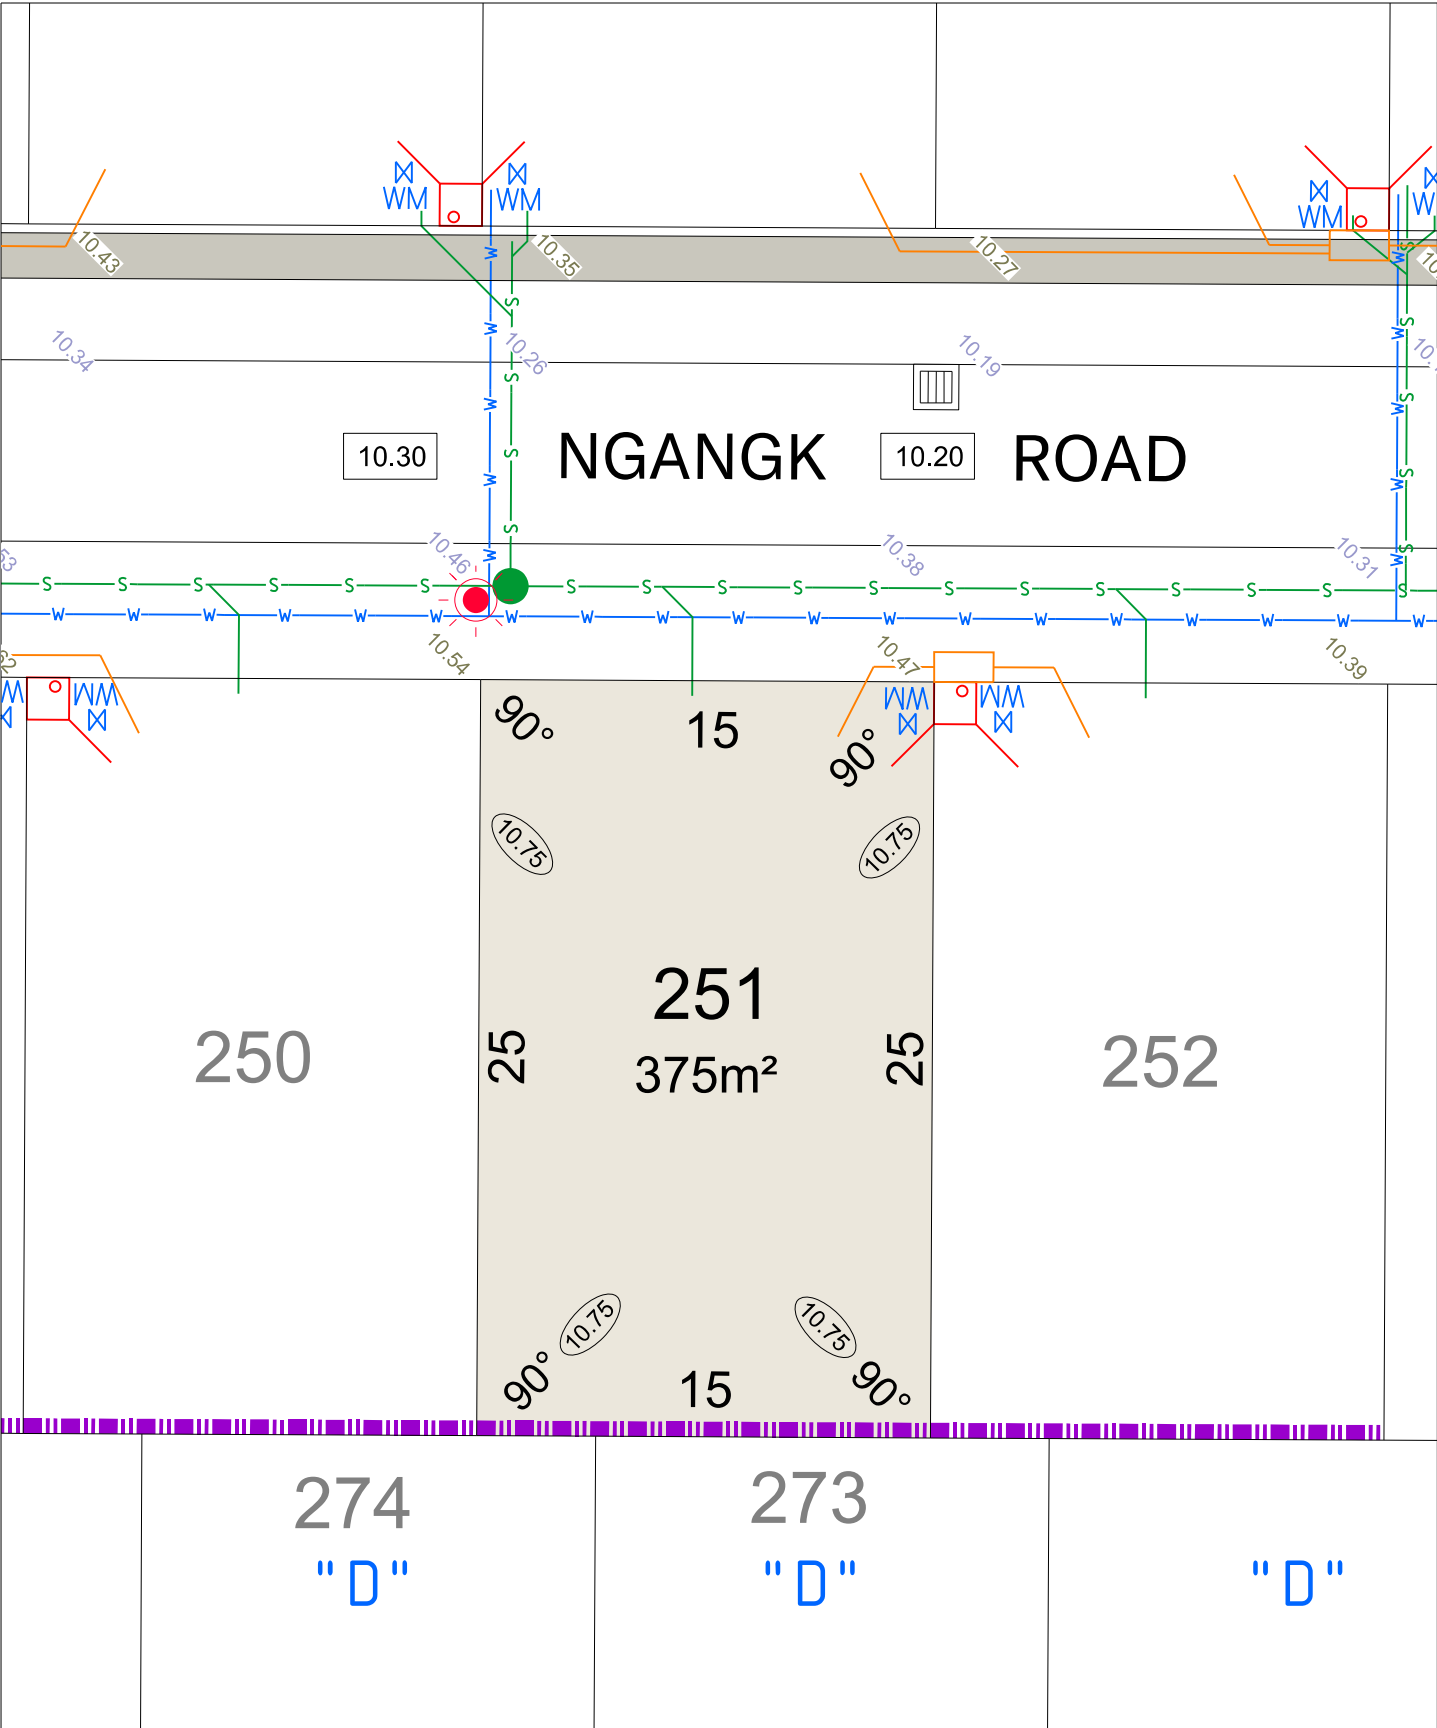 WM WM
WM W
10.43 10.35 10.27
10.34 10.26 10.19
10.30 NGANGK 10.20 ROAD
10.46 10.38 10.31
S S S S S S S S S S S S S S S S S S
W W W W W W W W W W W W W W W W W W W
10.54 10.47 10.39
WM WM WM
90° 15 90°
10.75 10.75
251
375m²
25 25
250 252
10.75 10.75
90° 15 90°
274 273
"D" "D" "D"